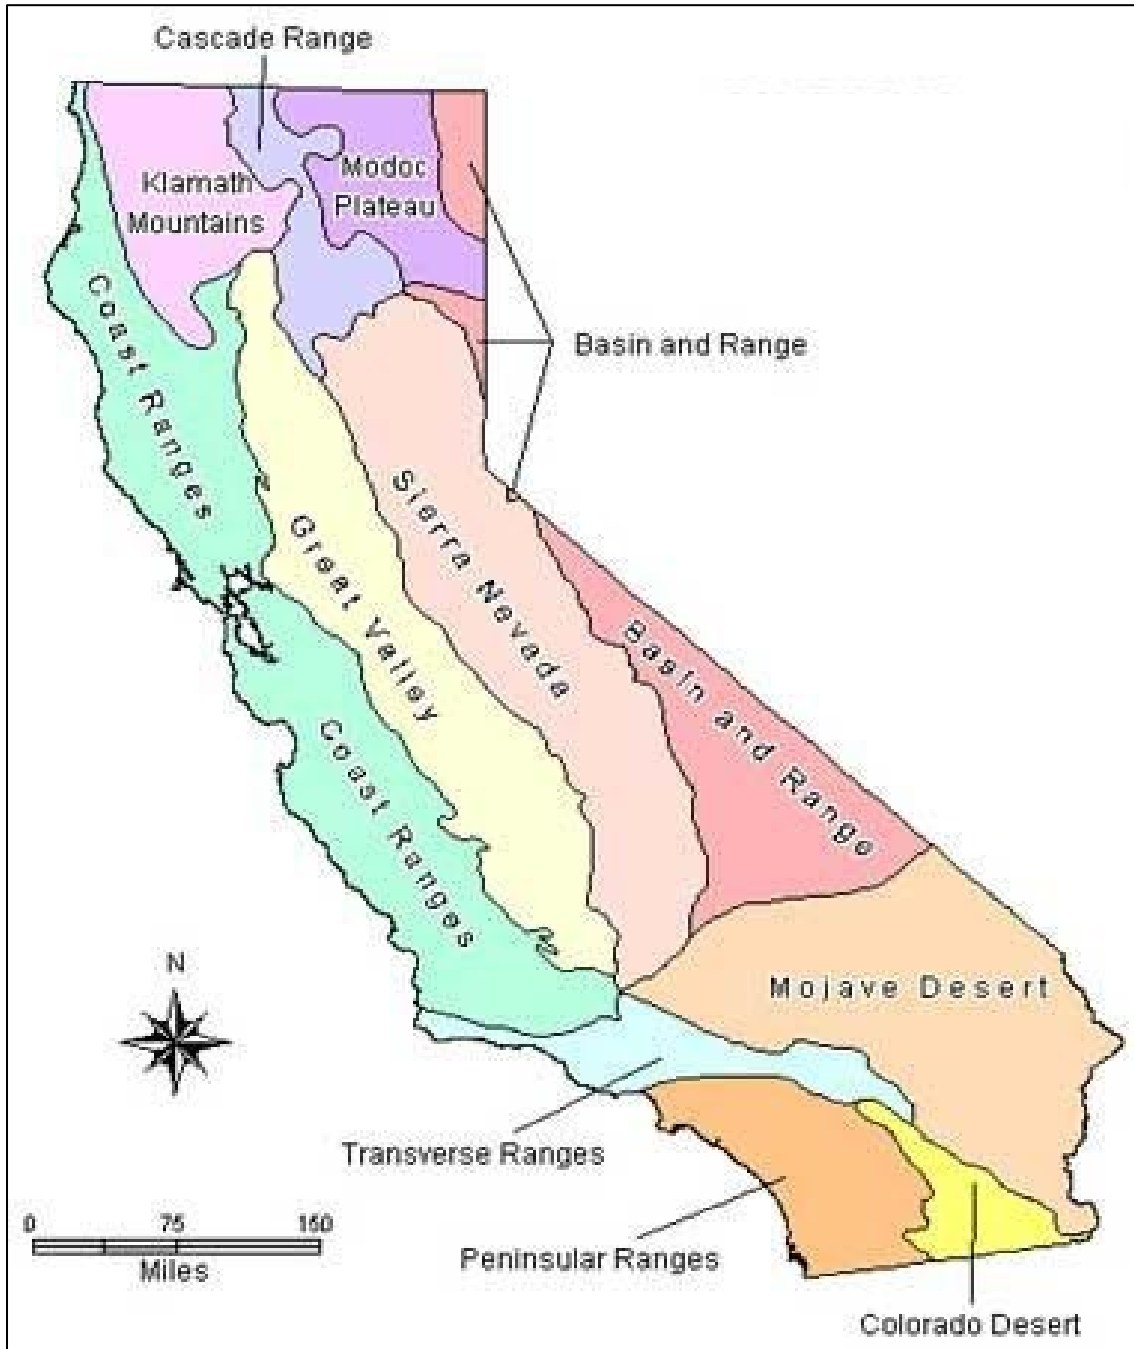 Cascade Range
Klamath
Mountains
Modoc
Plateau
Coast Ranges
Basin and Range
Sierra Nevada
Great Valley
Basin and Range
Coast Ranges
N
Mojave Desert
Transverse Ranges
0 75 150
Miles
Peninsular Ranges
Colorado Desert